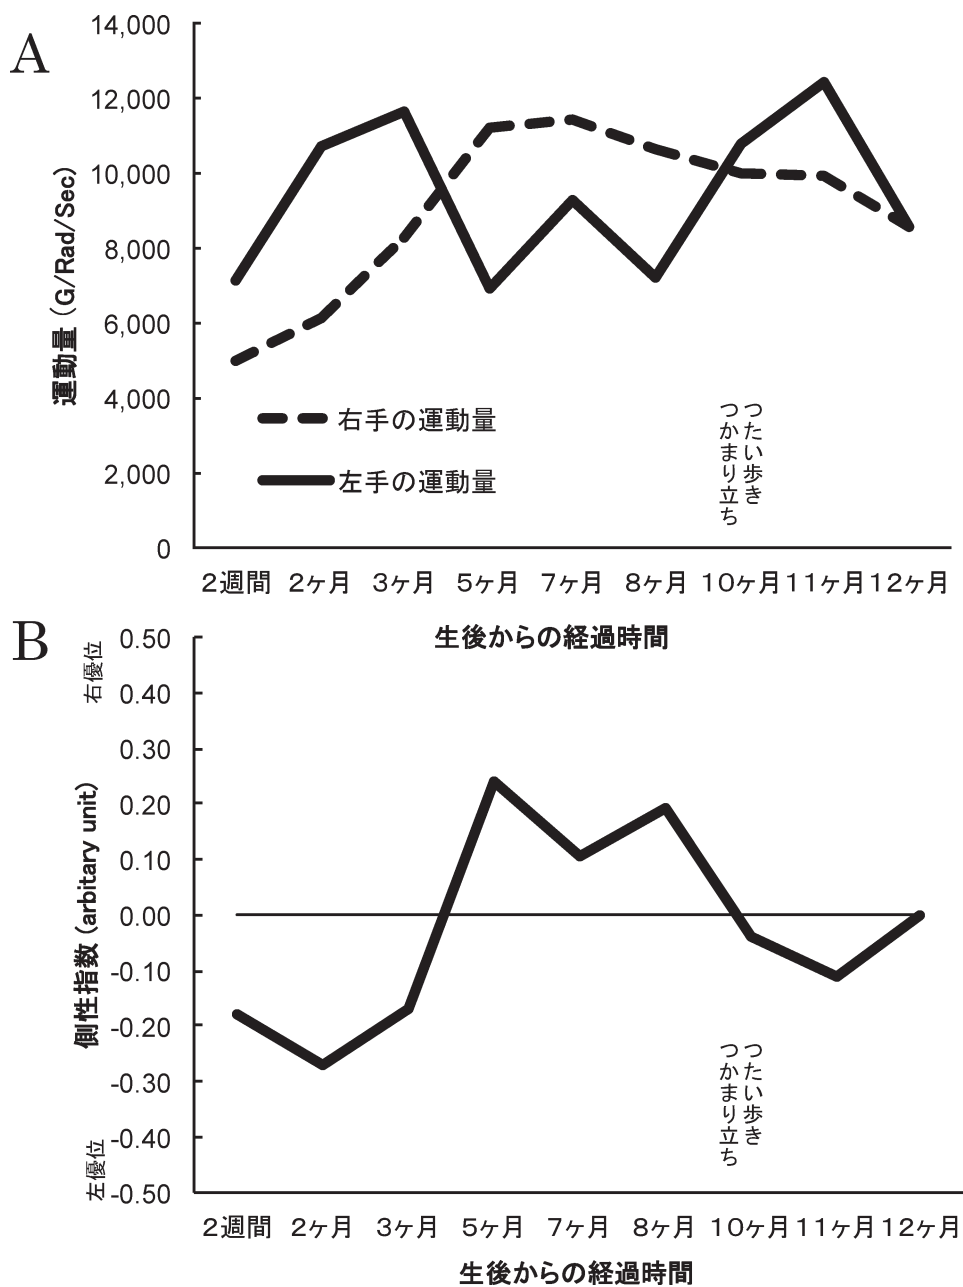 A
14,000
12,000
10,000
8,000
6,000
4,000
2,000
0
運動量（G/Rad/Sec)
右手の運動量
左手の運動量
つたい歩き
つかまり立ち
2週間 2ヶ月 3ヶ月 5ヶ月 7ヶ月 8ヶ月 10ヶ月 11ヶ月 12ヶ月
生後からの経過時間
B
0.50
0.40
0.30
0.20
0.10
0.00
-0.10
-0.20
-0.30
-0.40
-0.50
右優位
側性指数 (arbitary unit)
左優位
つたい歩き
つかまり立ち
2週間 2ヶ月 3ヶ月 5ヶ月 7ヶ月 8ヶ月 10ヶ月 11ヶ月 12ヶ月
生後からの経過時間